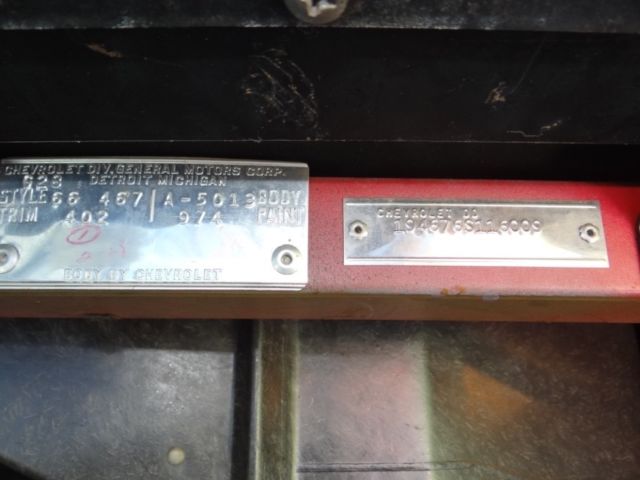 CHEVROLET DIV. GENERAL MOTORS CORP.
DETROIT MICHIGAN
STYLE 66 467 A-5013 BODY
TRIM 402 974 PAINT
BODY BY CHEVROLET
CHEVROLET CO
194676S116009